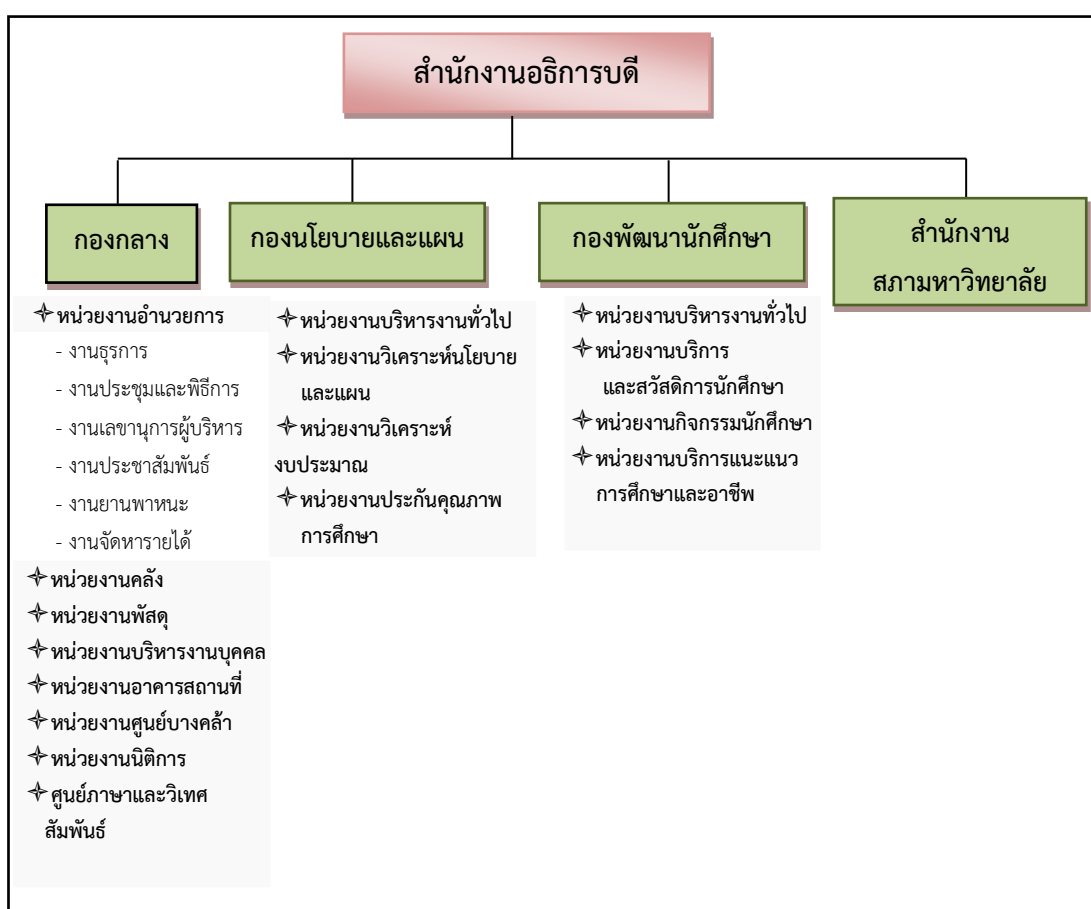 สำนักงานอธิการบดี
กองกลาง
หน่วยงานอำนวยการ
- งานธุรการ
- งานประชุมและพิธีการ
- งานเลขานุการผู้บริหาร
- งานประชาสัมพันธ์
- งานยานพาหนะ
- งานจัดหารายได้
หน่วยงานคลัง
หน่วยงานพัสดุ
หน่วยงานบริหารงานบุคคล
หน่วยงานอาคารสถานที่
หน่วยงานศูนย์บางคล้า
หน่วยงานนิติการ
ศูนย์ภาษาและวิเทศ
สัมพันธ์
กองนโยบายและแผน
หน่วยงานบริหารงานทั่วไป
หน่วยงานวิเคราะห์นโยบาย
และแผน
หน่วยงานวิเคราะห์
งบประมาณ
หน่วยงานประกันคุณภาพ
การศึกษา
กองพัฒนานักศึกษา
หน่วยงานบริหารงานทั่วไป
หน่วยงานบริการ
และสวัสดิการนักศึกษา
หน่วยงานกิจกรรมนักศึกษา
หน่วยงานบริการแนะแนว
การศึกษาและอาชีพ
สำนักงาน
สภามหาวิทยาลัย